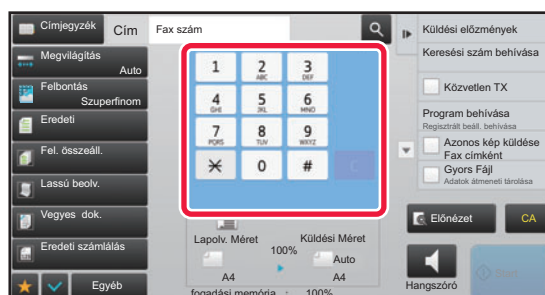 Címjegyzék
Cím
Fax szám
Megvilágítás
Auto
Felbontás
Szuperfinom
Eredeti
Fel. összeáll.
Lassú beolv.
Vegyes dok.
Eredeti számlálás
Egyéb
1
2
ABC
3
DEF
4
GHI
5
JKL
6
MNO
7
PQRS
8
TUV
9
WXYZ
0
#
C
Lapolv. Méret
100%
Küldési Méret
Auto
A4
A4
fogadási memória : 100%
Küldési előzmények
Keresési szám behívása
Közvetlen TX
Program behívása
Regisztrált beáll. behívása
Azonos kép küldése
Fax címként
Gyors Fájl
Adatok átmeneti tárolása
Előnézet
CA
Hangszóró
Start